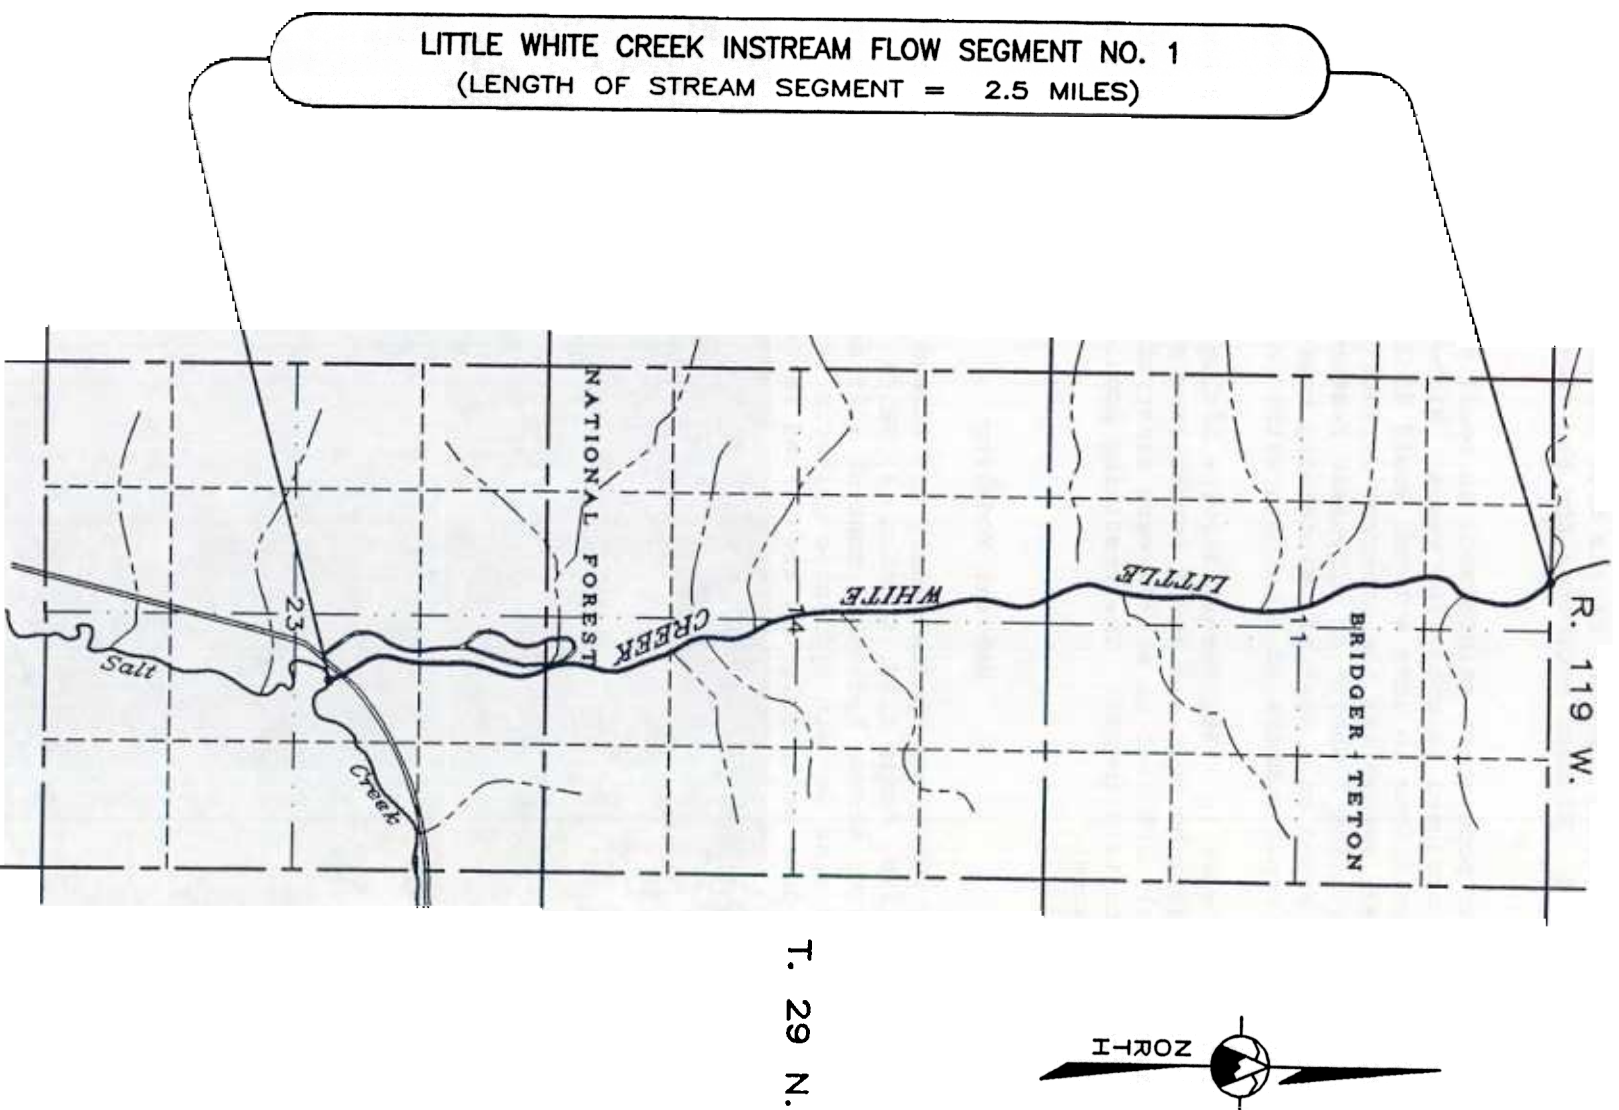 LITTLE WHITE CREEK INSTREAM FLOW SEGMENT NO. 1
(LENGTH OF STREAM SEGMENT = 2.5 MILES)
NATIONAL FOREST
LITTLE
WHITE
CREEK
23
14
11
BRIDGER-TETON
R. 119 W.
Salt
Creek
T. 29 N.
NORTH